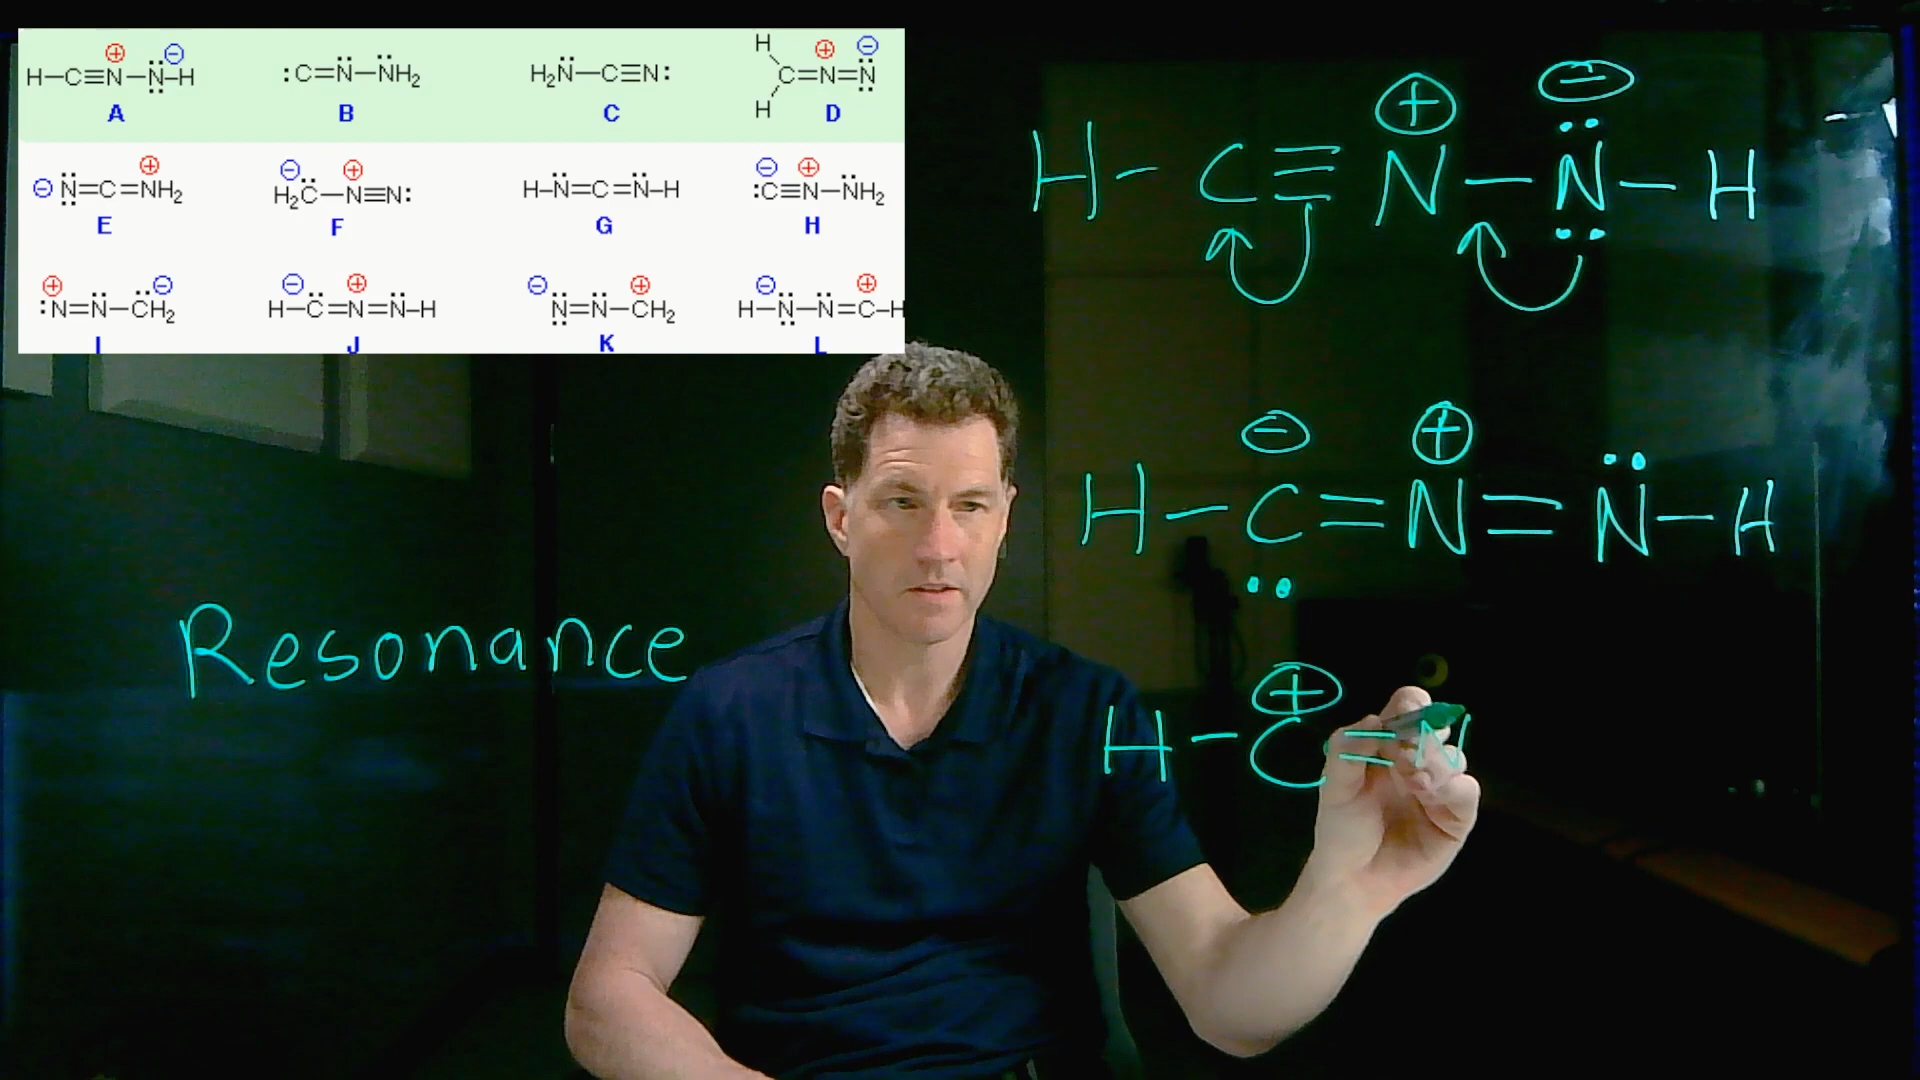 H–C≡N–N̈–H ⊕ ⊖
:C=N̈–N̈H₂
H₂N̈–C≡N:
H H C=N=N̈ ⊕ ⊖
A B C D
⊖ N̈=C=NH₂ ⊕
H₂C̈–N≡N: ⊖ ⊕
H–N̈=C=N̈–H
:C≡N–N̈H₂ ⊖ ⊕
E F G H
:N=N̈–C̈H₂ ⊕ ⊖
H–C̈=N=N̈–H ⊖ ⊕
N̈=N̈–CH₂ ⊖ ⊕
H–N̈–N̈=C–H ⊖ ⊕
I J K L
⊕ ⊖
H–C≡N–N̈–H
⊖ ⊕
H–C=N=N̈–H
Resonance
⊕
H–C=N